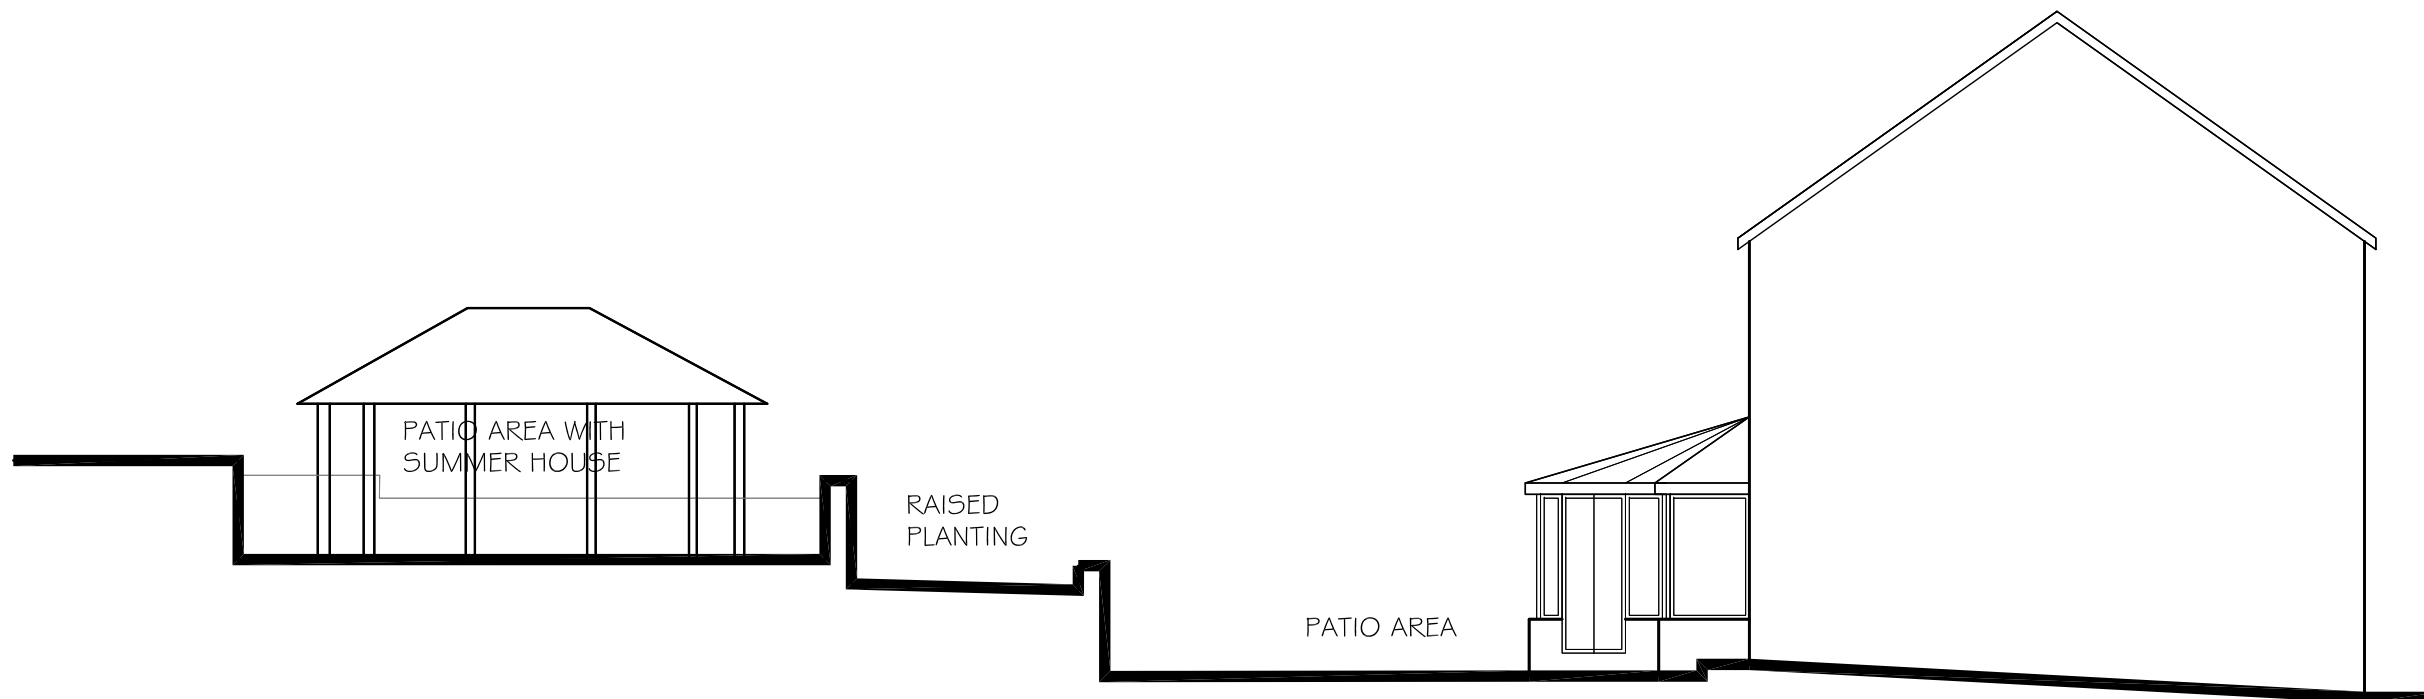 PATIO AREA WITH
SUMMER HOUSE
RAISED
PLANTING
PATIO AREA